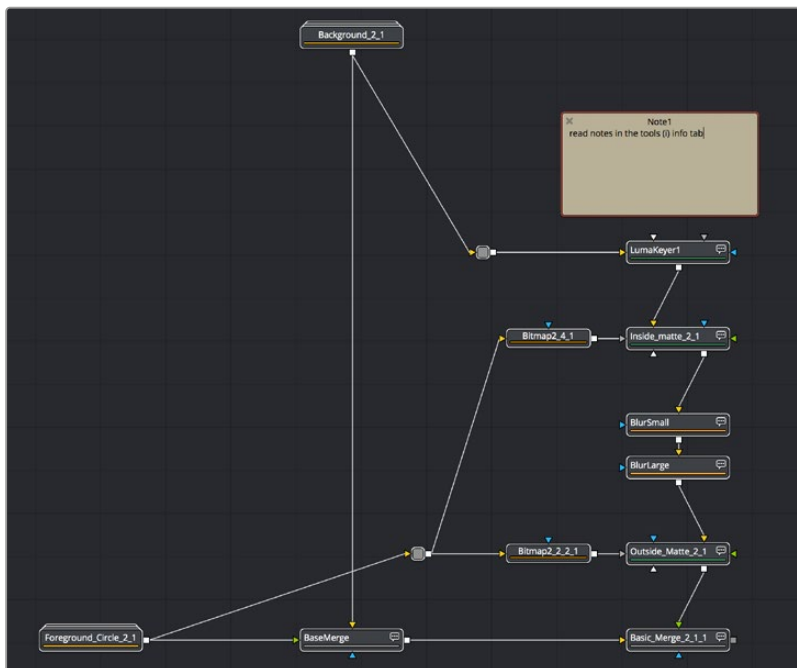 Background_2_1
Note1
read notes in the tools (i) info tab
LumaKeyer1
Bitmap2_4_1
Inside_matte_2_1
BlurSmall
BlurLarge
Bitmap2_2_2_1
Outside_Matte_2_1
Foreground_Circle_2_1
BaseMerge
Basic_Merge_2_1_1